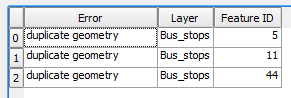 Error Layer Feature ID
0 duplicate geometry Bus_stops 5
1 duplicate geometry Bus_stops 11
2 duplicate geometry Bus_stops 44